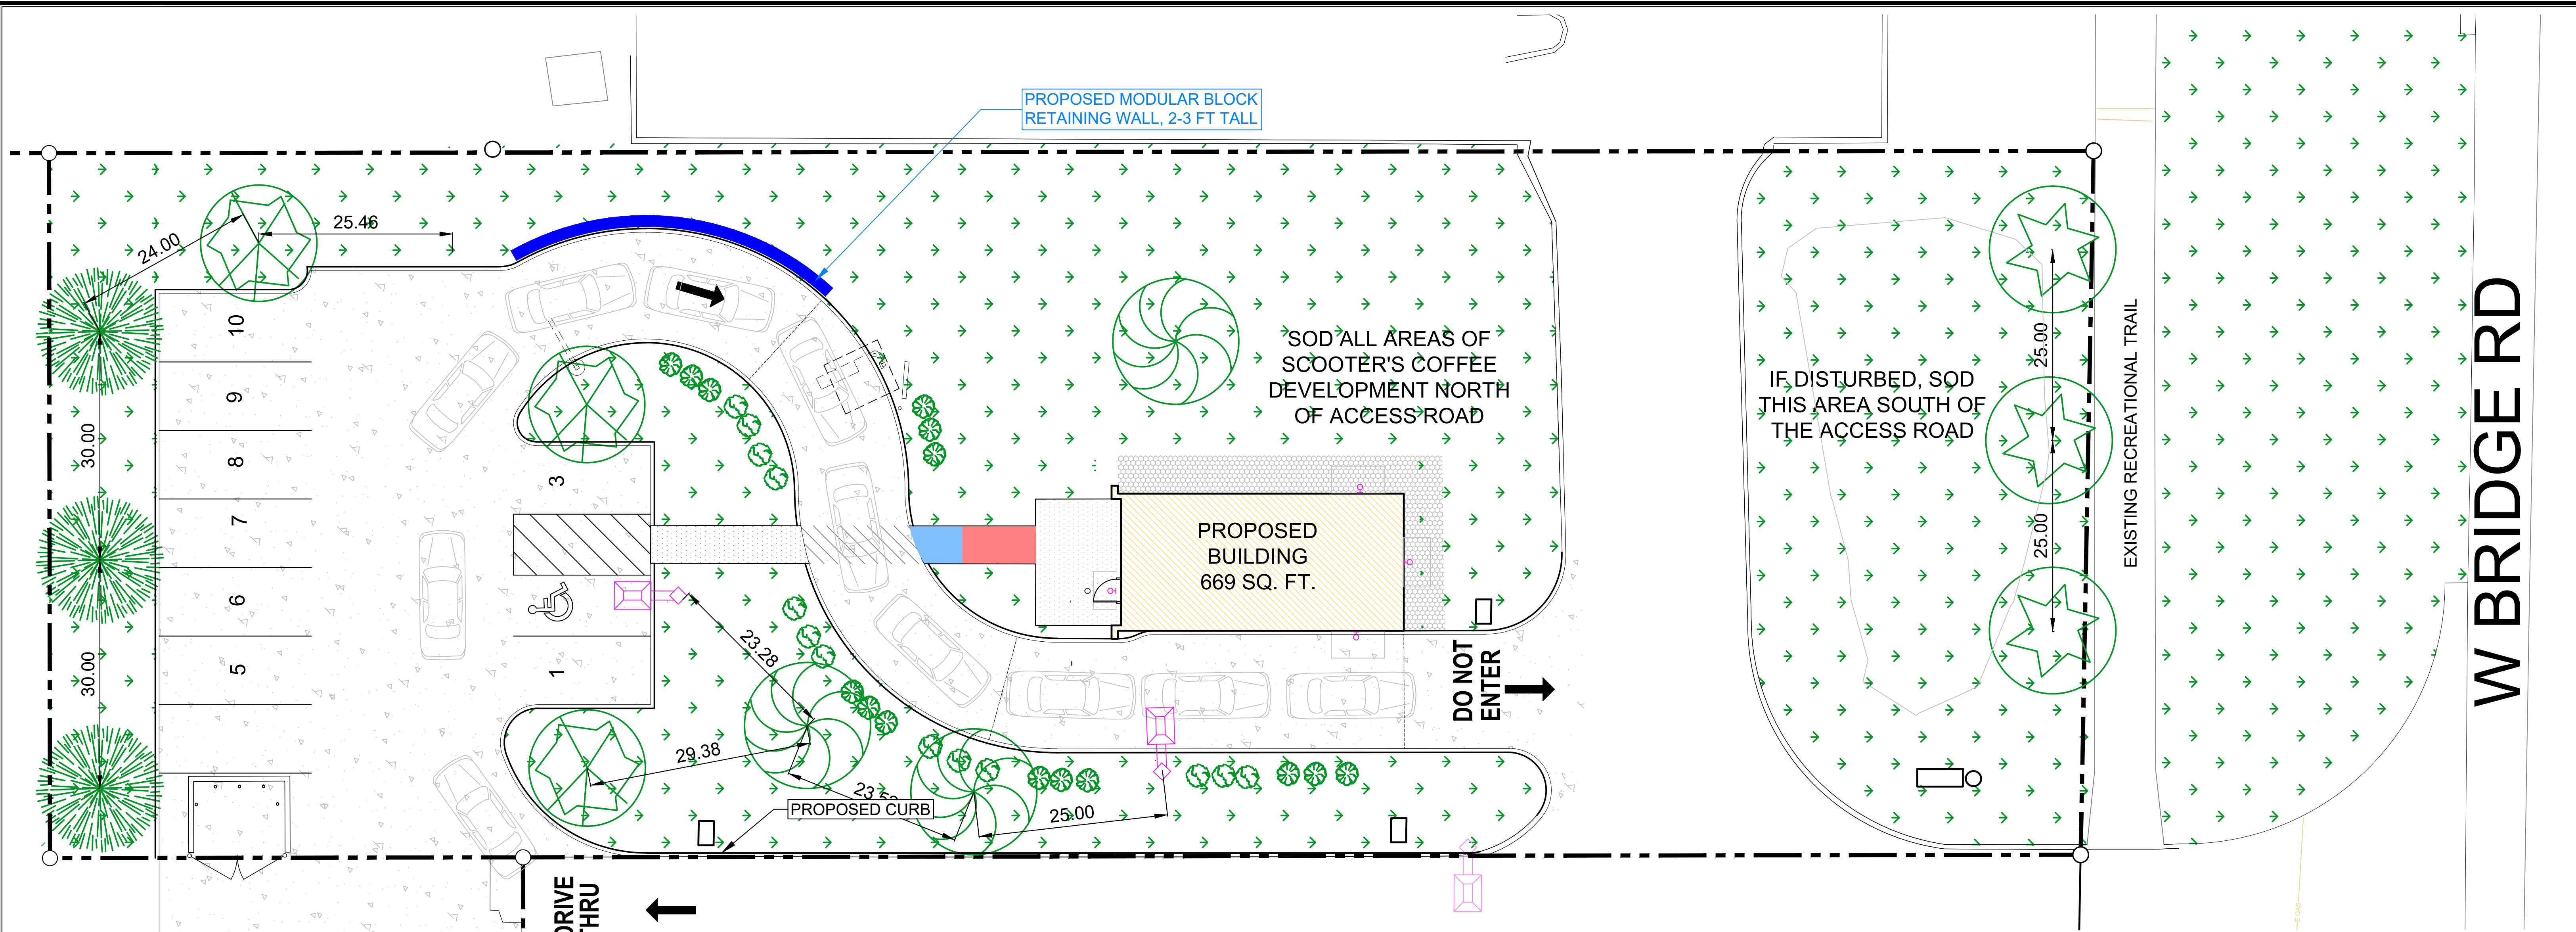 PROPOSED MODULAR BLOCK
RETAINING WALL, 2-3 FT TALL
24.00
25.46
10
9
8
7
6
5
30.00
30.00
3
1
SOD ALL AREAS OF
SCOOTER'S COFFEE
DEVELOPMENT NORTH
OF ACCESS ROAD
IF DISTURBED, SOD
THIS AREA SOUTH OF
THE ACCESS ROAD
25.00
25.00
EXISTING RECREATIONAL TRAIL
W BRIDGE RD
PROPOSED
BUILDING
669 SQ. FT.
DO NOT
ENTER
23.28
29.38
PROPOSED CURB
25.00
DRIVE
THRU